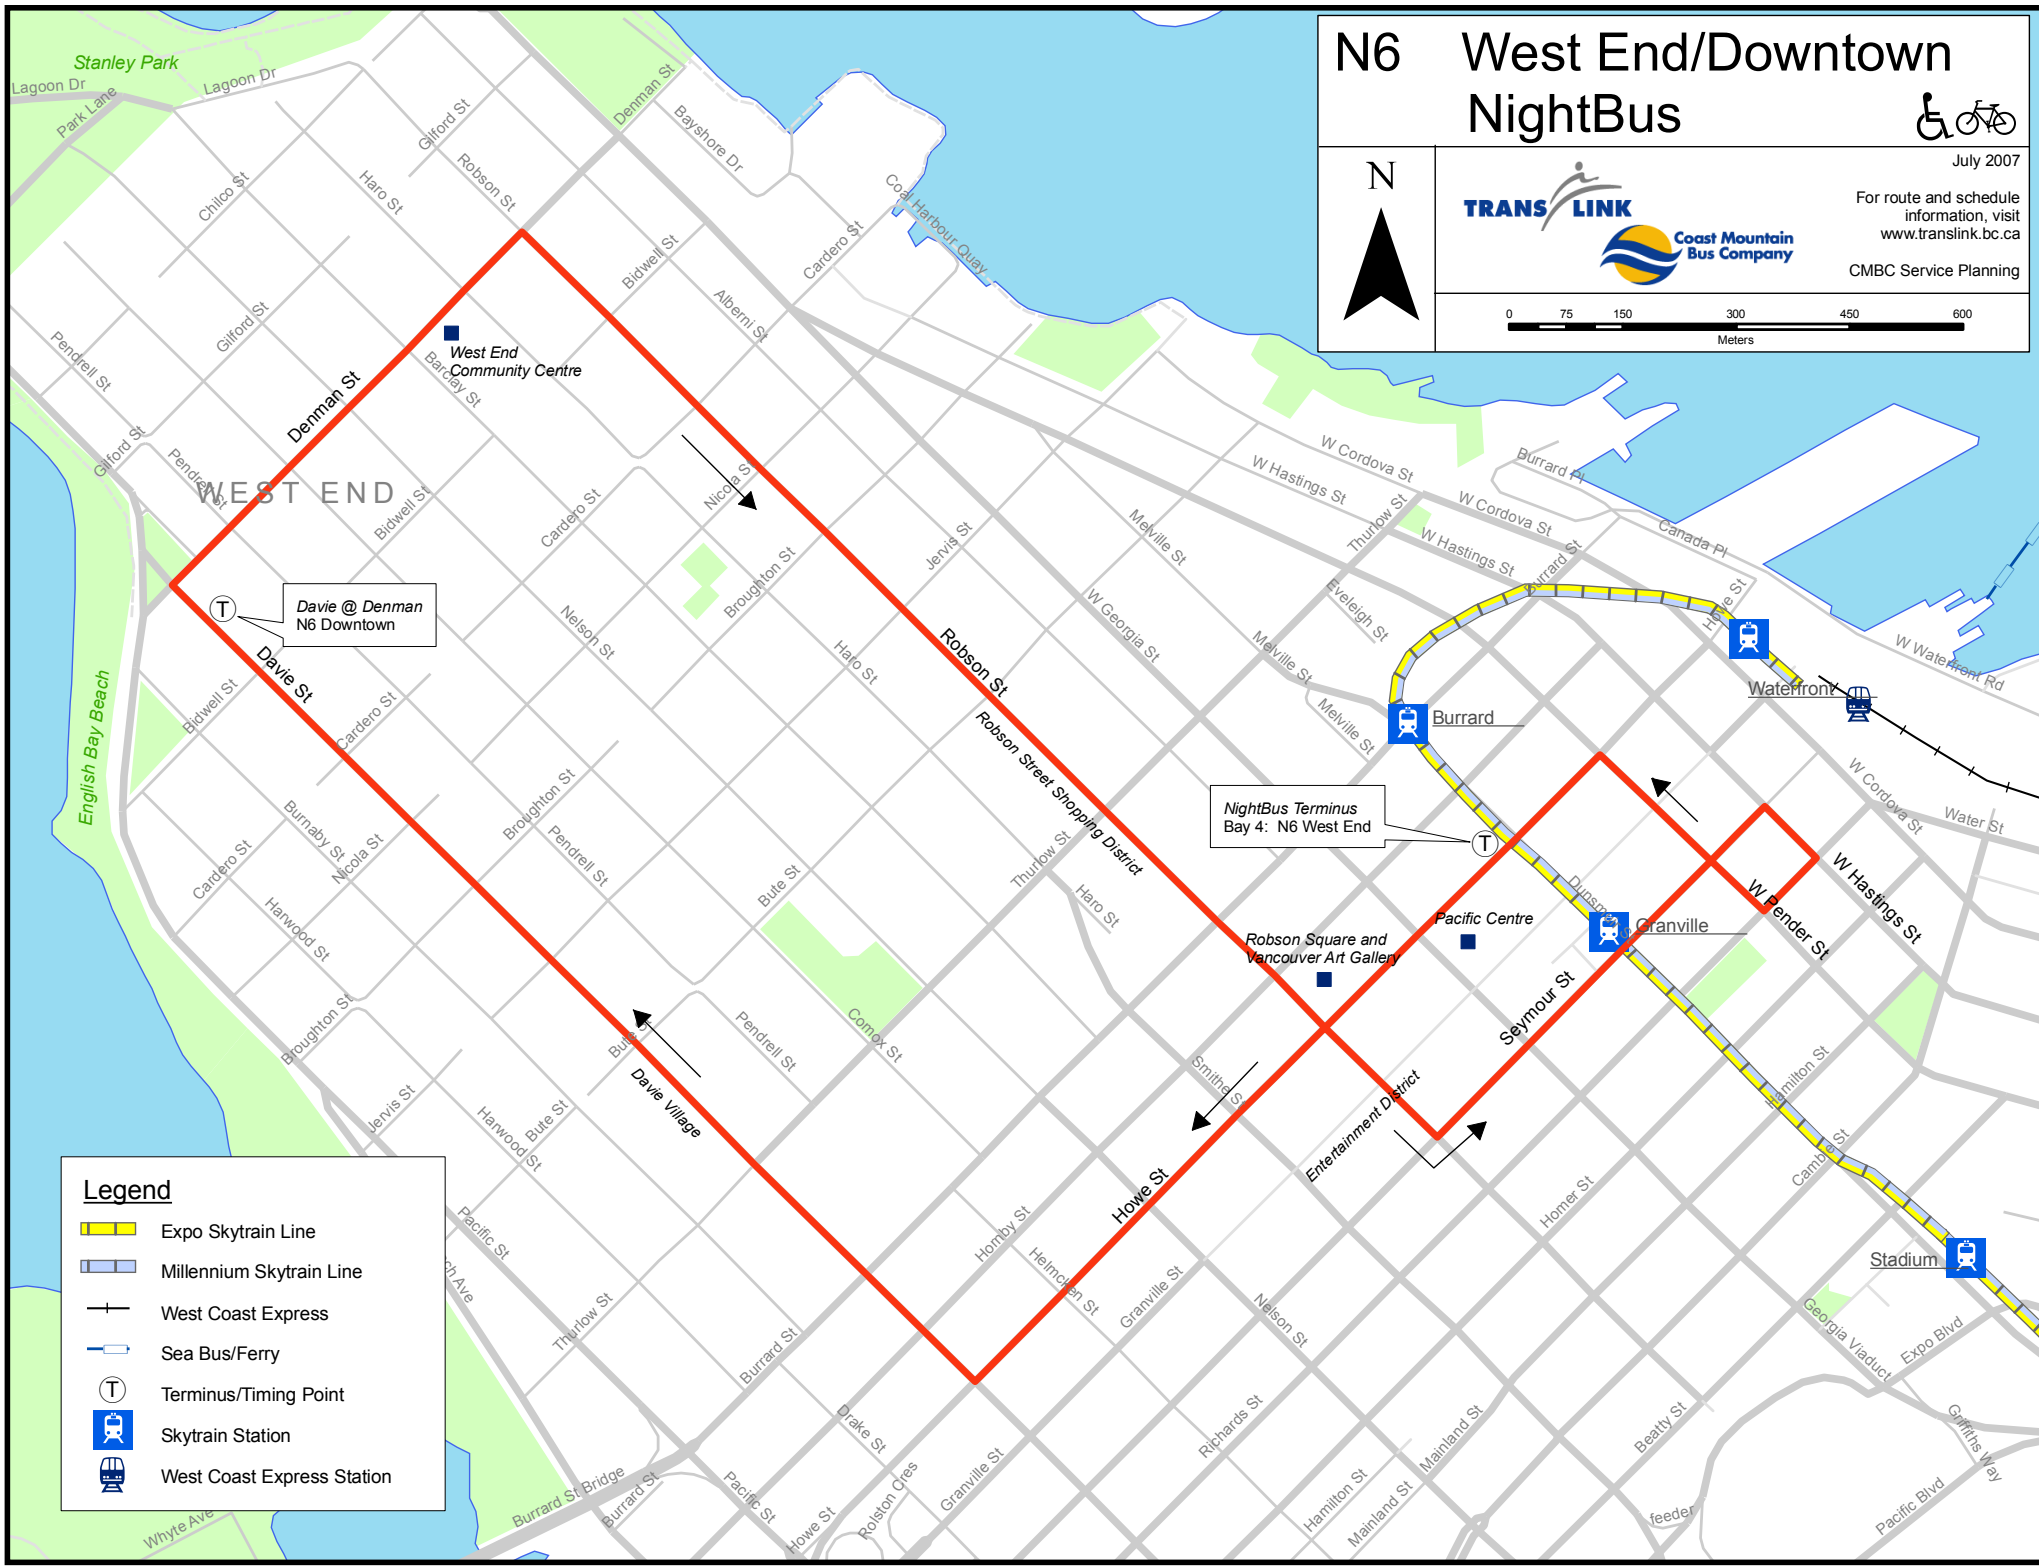 N6 West End/Downtown
NightBus
N
July 2007
For route and schedule
information, visit
www.translink.bc.ca
CMBC Service Planning
TRANS LINK
Coast Mountain
Bus Company
0 75 150 300 450 600
Meters
Stanley Park
Lagoon Dr
Lagoon Dr
Park Lane
Denman St
Bayshore Dr
Gilford St
Robson St
Haro St
Chilco St
Coal Harbour Quay
Cardero St
Bidwell St
Alberni St
Gilford St
Pendrell St
West End
Community Centre
Barclay St
Denman St
Gilford St
Pendrell St
WEST END
Bidwell St
Cardero St
Nicola S
Broughton St
Jervis St
Melville St
W Georgia St
W Hastings St
W Cordova St
Thurlow St
Burrard Pl
W Cordova St
W Hastings St
Canada Pl
Burrard St
Howe St
Eveleigh St
Melville St
Melville St
W Waterfront Rd
Waterfront
Burrard
Davie @ Denman
N6 Downtown
T
Davie St
Nelson St
Haro St
Robson St
Robson Street Shopping District
Bidwell St
Cardero St
English Bay Beach
Burnaby St
Nicola St
Cardero St
Harwood St
Broughton St
Pendrell St
Bute St
Thurlow St
Haro St
NightBus Terminus
Bay 4: N6 West End
T
Dunsmuir St
Granville
Pacific Centre
Robson Square and
Vancouver Art Gallery
W Cordova St
Water St
W Hastings St
W Pender St
Seymour St
Broughton St
Jervis St
Bute St
Davie Village
Pendrell St
Comox St
Smithe St
Entertainment District
Howe St
Hamilton St
Cambie St
Homer St
Stadium
Harwood St
Bute St
Pacific St
ch Ave
Thurlow St
Burrard St
Hornby St
Helmcken St
Granville St
Nelson St
Georgia Viaduct
Expo Blvd
Griffiths Way
Pacific Blvd
Beatty St
Richards St
Mainland St
Hamilton St
Mainland St
feeder
Drake St
Rolston Cres
Granville St
Howe St
Pacific St
Burrard St
Burrard St Bridge
Whyte Ave
Legend
Expo Skytrain Line
Millennium Skytrain Line
West Coast Express
Sea Bus/Ferry
T Terminus/Timing Point
Skytrain Station
West Coast Express Station